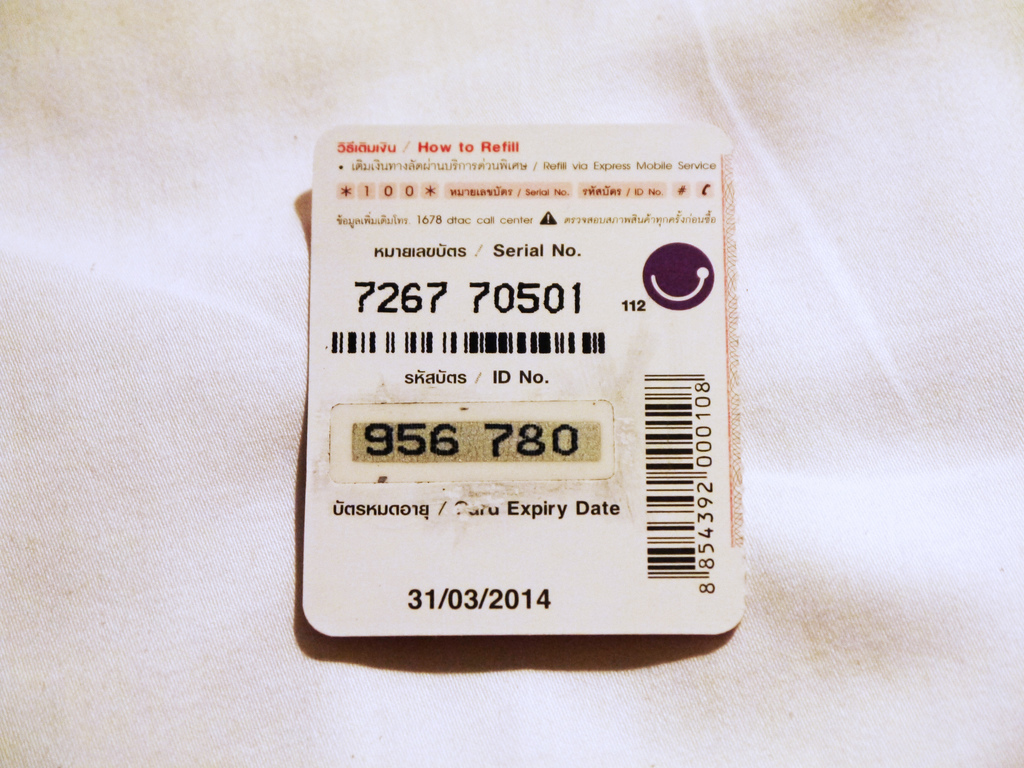 วิธีเติมเงิน / How to Refill
• เติมเงินทางลัดผ่านบริการด่วนพิเศษ / Refill via Express Mobile Service
* 1 0 0 * หมายเลขบัตร / Serial No. รหัสบัตร / ID No. #
ข้อมูลเพิ่มเติมโทร. 1678 dtac call center ตรวจสอบสภาพสินค้าทุกครั้งก่อนซื้อ
หมายเลขบัตร / Serial No.
7267 70501
112
รหัสบัตร / ID No.
956 780
บัตรหมดอายุ / Card Expiry Date
31/03/2014
8 854392 000108